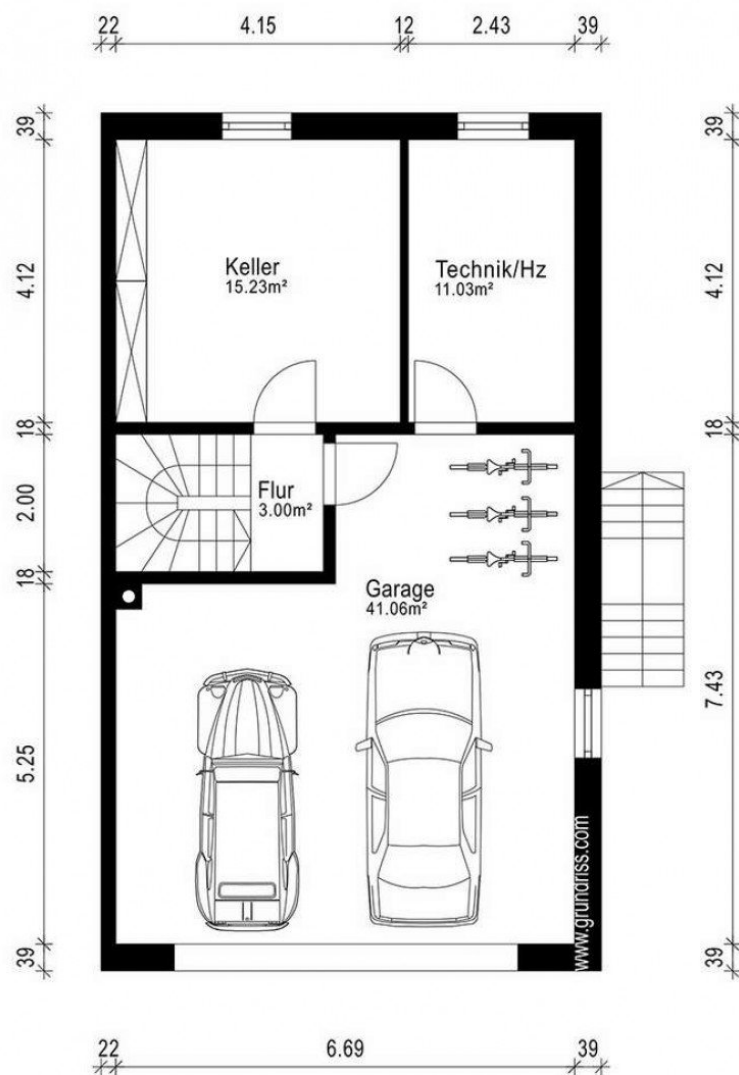 22 4.15 12 2.43 39
39
4.12
18
2.00
18
5.25
39
Keller
15.23m²
Technik/Hz
11.03m²
Flur
3.00m²
Garage
41.06m²
39
4.12
18
7.43
39
www.grundriss.com
22 6.69 39